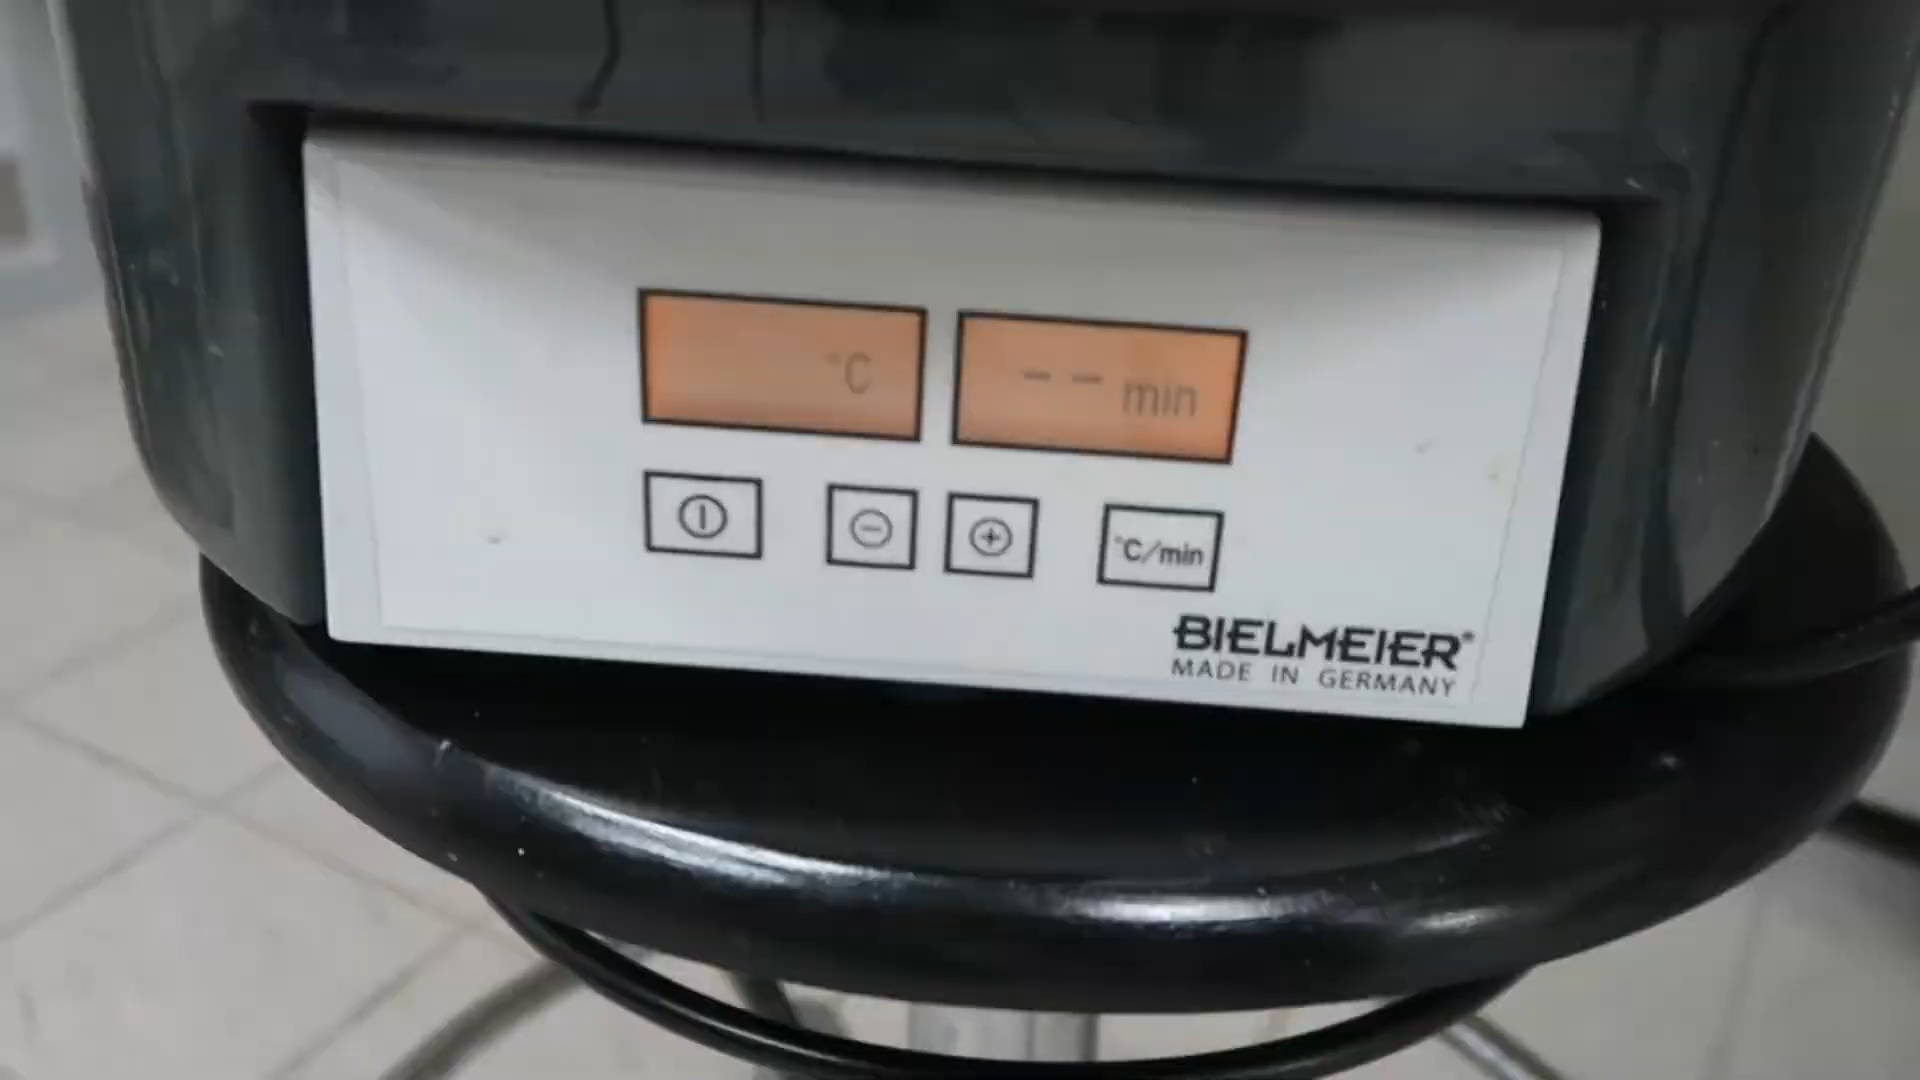 °C
-- min
°C/min
BIELMEIER®
MADE IN GERMANY